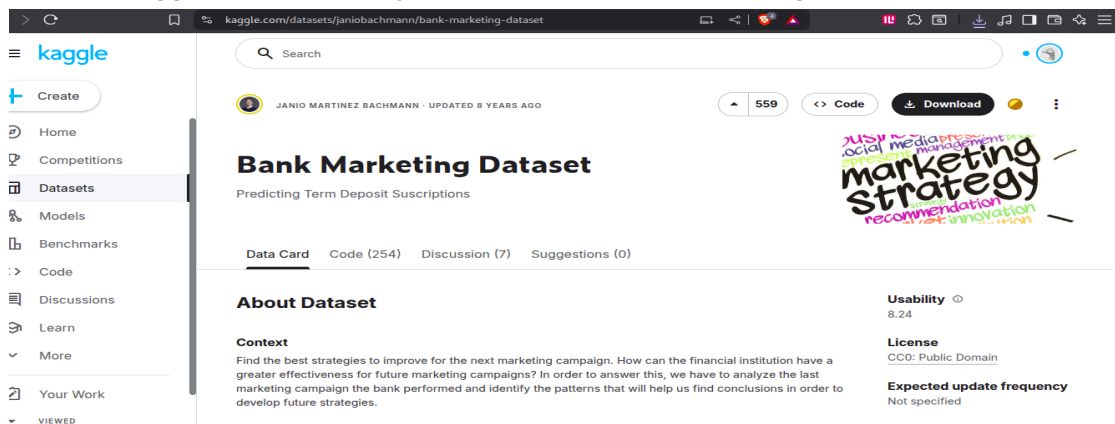 kaggle.com/datasets/janiobachmann/bank-marketing-dataset
kaggle
Search
Create
JANIO MARTINEZ BACHMANN · UPDATED 8 YEARS AGO
559
<> Code
Download
Home
Competitions
Datasets
Models
Benchmarks
Code
Discussions
Learn
More
Your Work
VIEWED
Bank Marketing Dataset
Predicting Term Deposit Suscriptions
social media
management
marketing
strategy
recommendation
innovation
Data Card Code (254) Discussion (7) Suggestions (0)
About Dataset
Context
Find the best strategies to improve for the next marketing campaign. How can the financial institution have a
greater effectiveness for future marketing campaigns? In order to answer this, we have to analyze the last
marketing campaign the bank performed and identify the patterns that will help us find conclusions in order to
develop future strategies.
Usability
8.24
License
CC0: Public Domain
Expected update frequency
Not specified